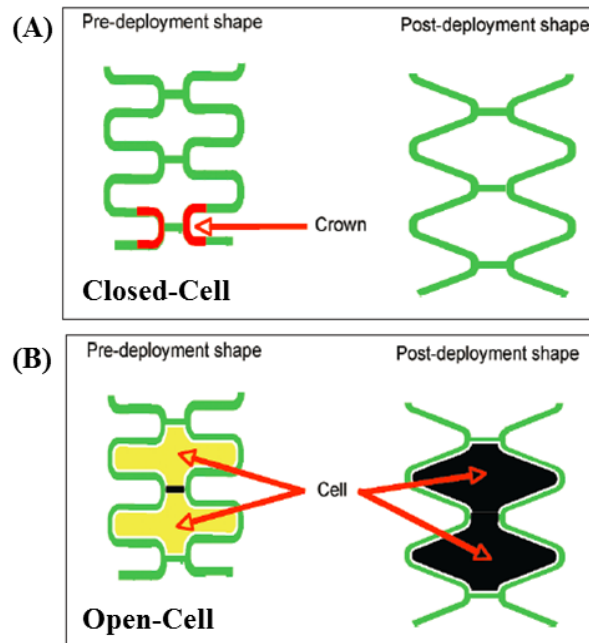 (A)
Pre-deployment shape
Post-deployment shape
Crown
Closed-Cell
(B)
Pre-deployment shape
Post-deployment shape
Cell
Open-Cell